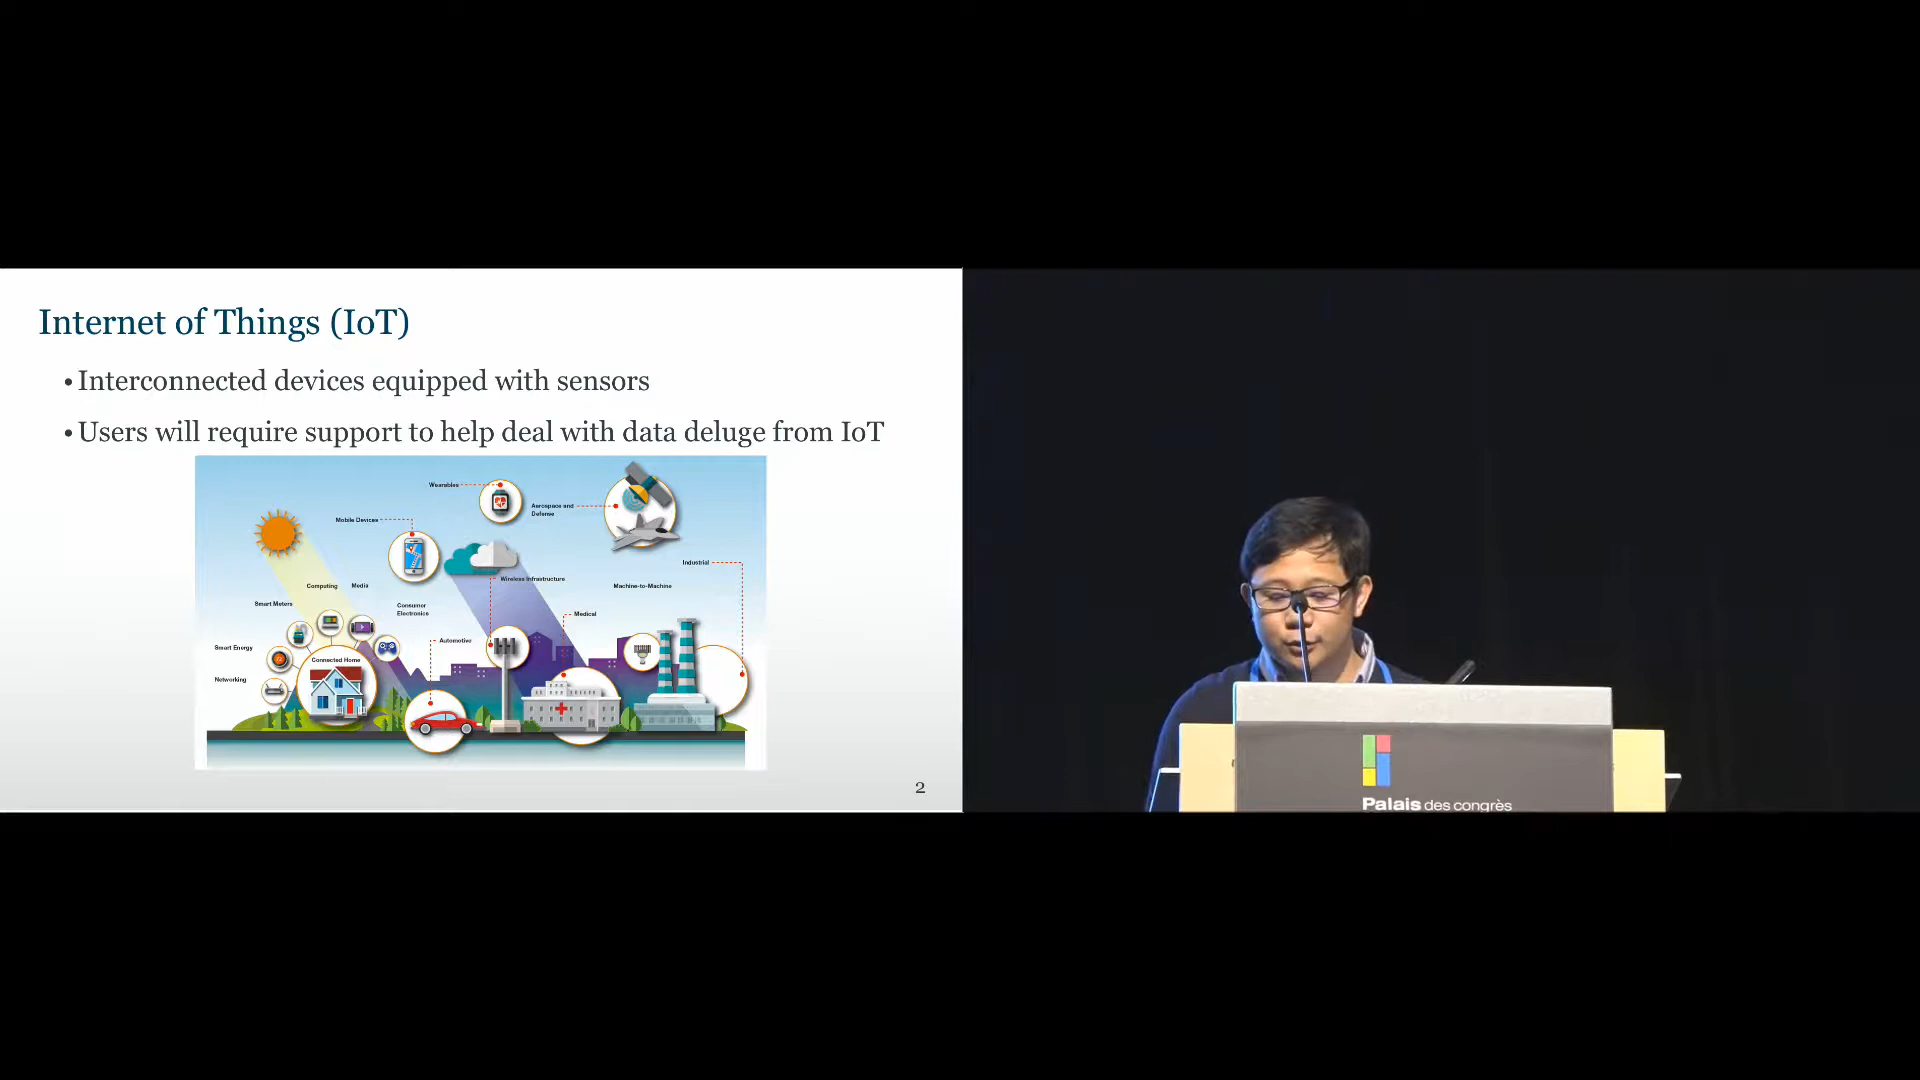 Internet of Things (IoT)
• Interconnected devices equipped with sensors
• Users will require support to help deal with data deluge from IoT
Wearables
Aerospace and
Defense
Mobile Devices
Industrial
Wireless Infrastructure
Machine-to-Machine
Computing
Media
Smart Meters
Consumer
Electronics
Medical
Automotive
Smart Energy
Connected Home
Networking
2
Palais des congrès